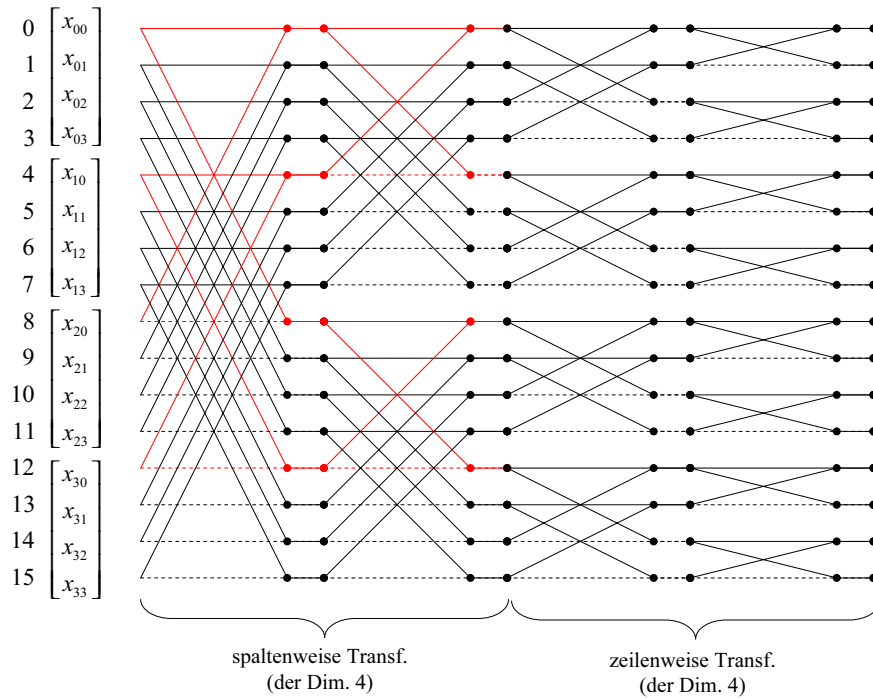 0 x00
1 x01
2 x02
3 x03
4 x10
5 x11
6 x12
7 x13
8 x20
9 x21
10 x22
11 x23
12 x30
13 x31
14 x32
15 x33
spaltenweise Transf. zeilenweise Transf.
(der Dim. 4) (der Dim. 4)